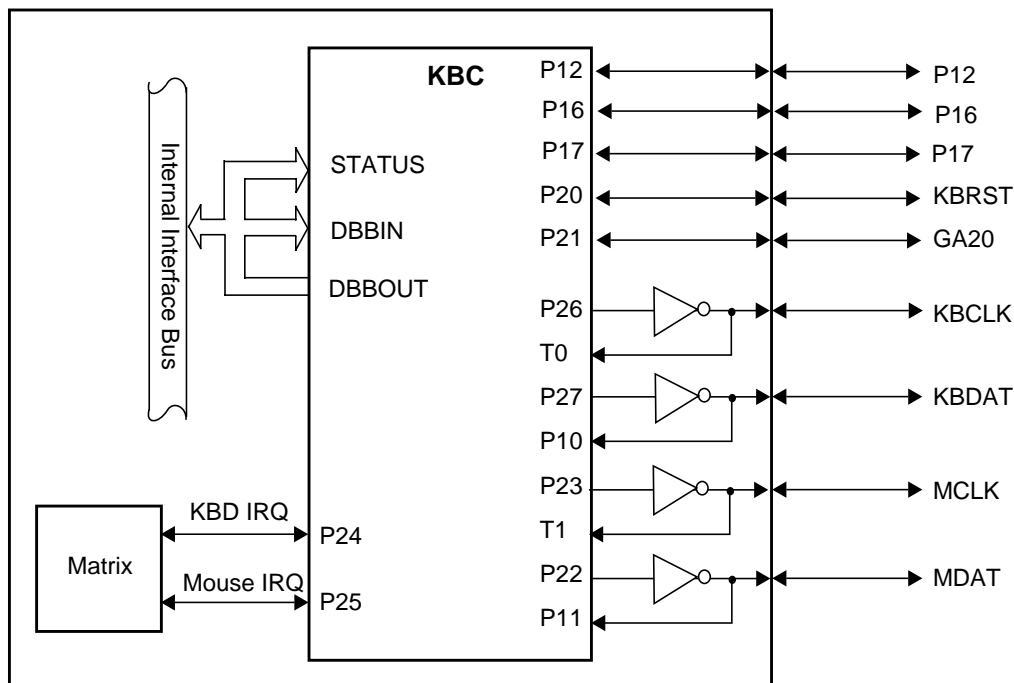 KBC
Internal Interface Bus
STATUS
DBBIN
DBBOUT
P12
P16
P17
P20
P21
P26
T0
P27
P10
P23
T1
P22
P11
P12
P16
P17
KBRST
GA20
KBCLK
KBDAT
MCLK
MDAT
Matrix
KBD IRQ
Mouse IRQ
P24
P25